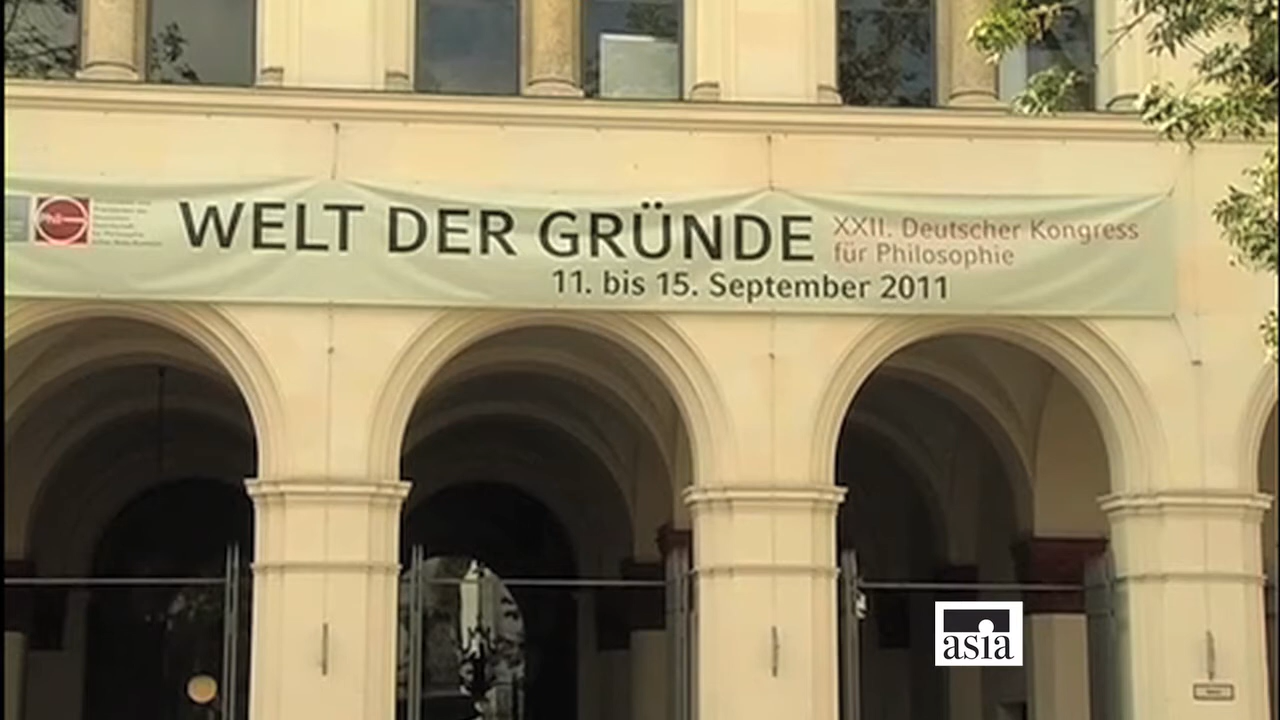 WELT DER GRÜNDE
XXII. Deutscher Kongress
für Philosophie
11. bis 15. September 2011
asia